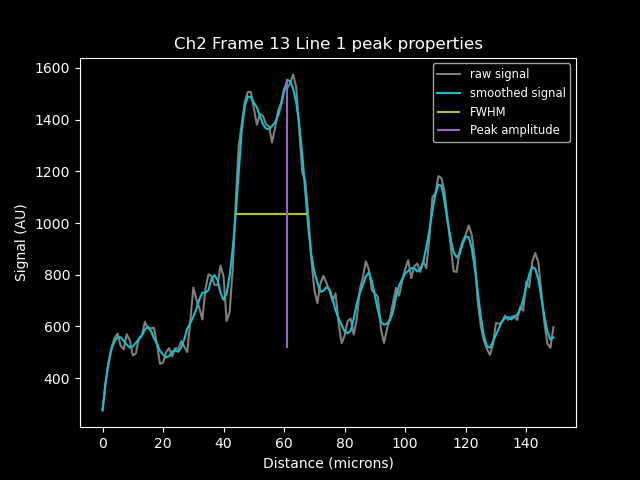 Ch2 Frame 13 Line 1 peak properties
raw signal
smoothed signal
FWHM
Peak amplitude
Signal (AU)
1600
1400
1200
1000
800
600
400
0 20 40 60 80 100 120 140
Distance (microns)